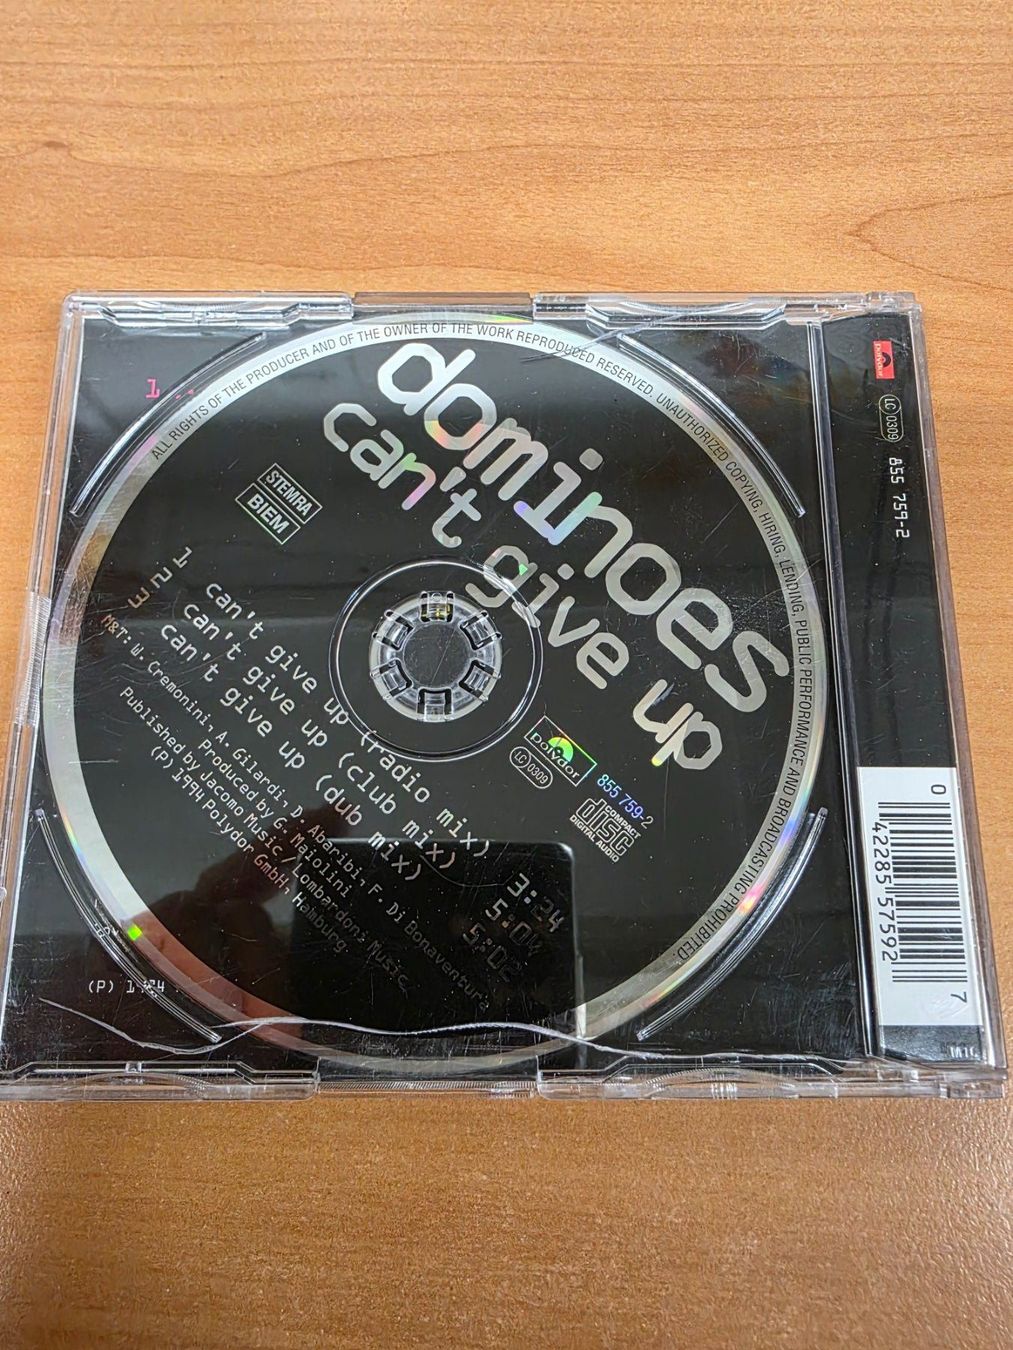 ALL RIGHTS OF THE PRODUCER AND OF THE OWNER OF THE WORK REPRODUCED RESERVED. UNAUTHORIZED COPYING, HIRING, LENDING, PUBLIC PERFORMANCE AND BROADCASTING PROHIBITED.
dominoes
can't give up
STEMRA
BIEM
1 can't give up (radio mix) 3:24
2 can't give up (club mix)
3 can't give up (dub mix) 5:02
M&T: W. Cremonini, A. Gilardi, D. Abaribi, F. Di Bonaventura
Produced by G. Maiolini
Published by Jacomo Music / Lombardoni Music
(P) 1994 Polydor GmbH, Hamburg
polydor
LC 0309
855 759-2
COMPACT
disc
DIGITAL AUDIO
1
(P)
polydor
LC 0309
855 759-2
0 42285 57592 7